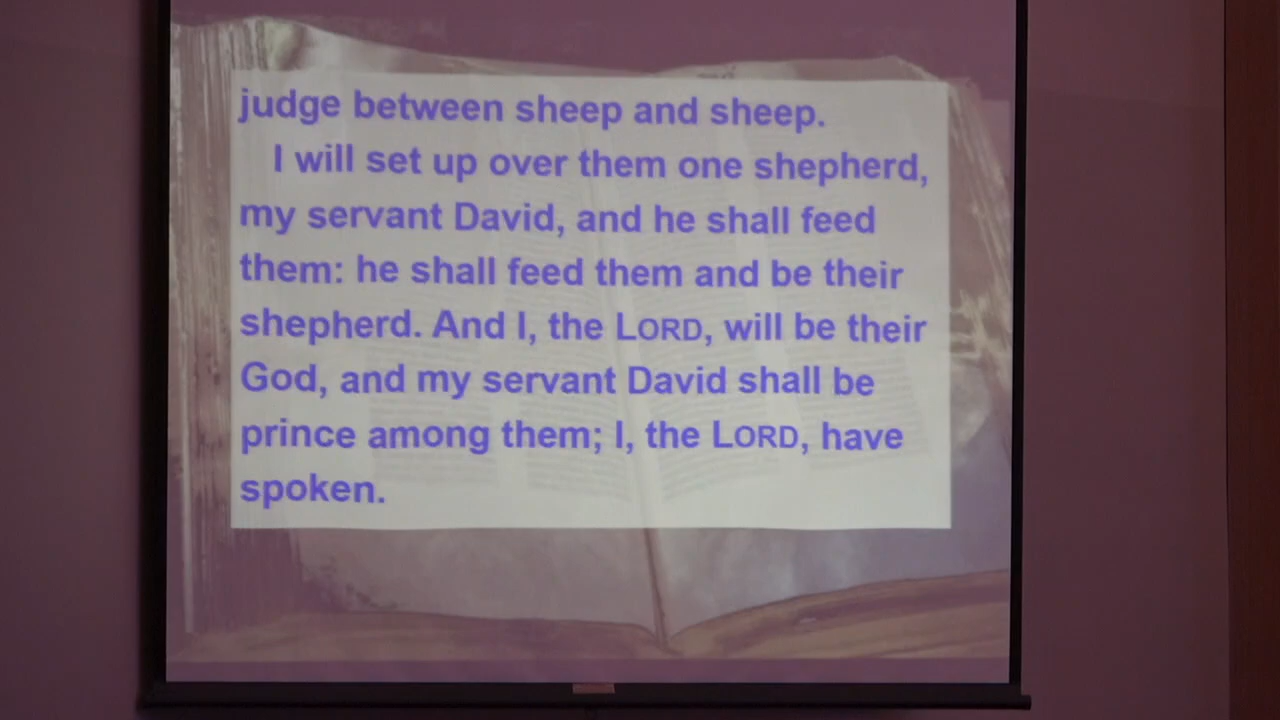 judge between sheep and sheep.
I will set up over them one shepherd,
my servant David, and he shall feed
them: he shall feed them and be their
shepherd. And I, the LORD, will be their
God, and my servant David shall be
prince among them; I, the LORD, have
spoken.